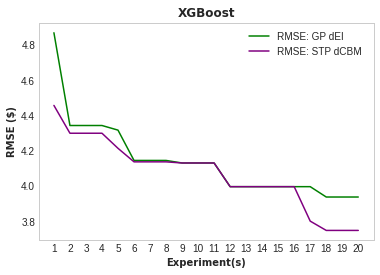 XGBoost
RMSE: GP dEI
RMSE: STP dCBM
RMSE ($)
4.8
4.6
4.4
4.2
4.0
3.8
1 2 3 4 5 6 7 8 9 10 11 12 13 14 15 16 17 18 19 20
Experiment(s)